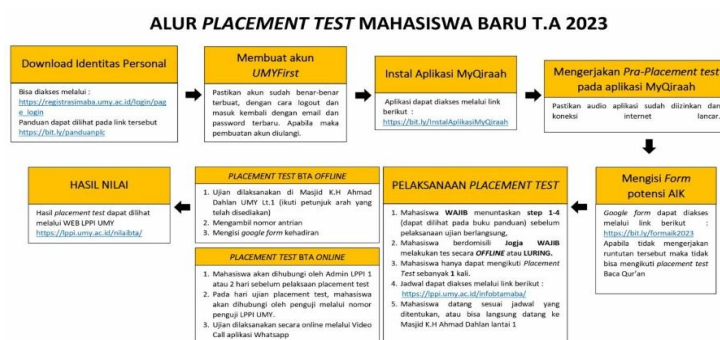 ALUR PLACEMENT TEST MAHASISWA BARU T.A 2023
Download Identitas Personal
Bisa diakses melalui :
https://registrasimaba.umy.ac.id/login/pag
e_login
Panduan dapat dilihat pada link tersebut
https://bit.ly/panduanplc
Membuat akun
UMYFirst
Pastikan akun sudah benar-benar
terbuat, dengan cara logout dan
masuk kembali dengan email dan
password terbaru. Apabila maka
pembuatan akun diulangi.
Instal Aplikasi MyQiraah
Aplikasi dapat diakses melalui link
berikut :
https://bit.ly/InstalAplikasiMyQiraah
Mengerjakan Pra-Placement test
pada aplikasi MyQiraah
Pastikan audio aplikasi sudah diizinkan dan
koneksi internet lancar.
Mengisi Form
potensi AIK
Google form dapat diakses
melalui link berikut :
https://bit.ly/formaik2023
Apabila tidak mengerjakan
runtutan tersebut maka tidak
bisa mengikuti placement test
Baca Qur'an
PELAKSANAAN PLACEMENT TEST
1. Mahasiswa WAJIB menuntaskan step 1-4
(dapat dilihat pada buku panduan) sebelum
pelaksanaan ujian berlangsung,
2. Mahasiswa berdomisili Jogja WAJIB
melakukan tes secara OFFLINE atau LURING.
3. Mahasiswa hanya dapat mengikuti Placement
Test sebanyak 1 kali.
4. Jadwal dapat diakses melalui link berikut :
https://lppi.umy.ac.id/infobtamaba/
5. Mahasiswa datang sesuai jadwal yang
ditentukan, atau bisa langsung datang ke
Masjid K.H Ahmad Dahlan lantai 1
PLACEMENT TEST BTA OFFLINE
1. Ujian dilaksanakan di Masjid K.H Ahmad
Dahlan UMY Lt.1 (ikuti petunjuk arah yang
telah disediakan)
2. Mengambil nomor antrian
3. Mengisi google form kehadiran
PLACEMENT TEST BTA ONLINE
1. Mahasiswa akan dihubungi oleh Admin LPPI 1
atau 2 hari sebelum pelaksaan placement test
2. Pada hari ujian placement test, mahasiswa
akan dihubungi oleh penguji melalui nomor
penguji LPPI UMY.
3. Ujian dilaksanakan secara online melalui Video
Call aplikasi Whatsapp
HASIL NILAI
Hasil placement test dapat dilihat
melalui WEB LPPI UMY
https://lppi.umy.ac.id/nilaibta/